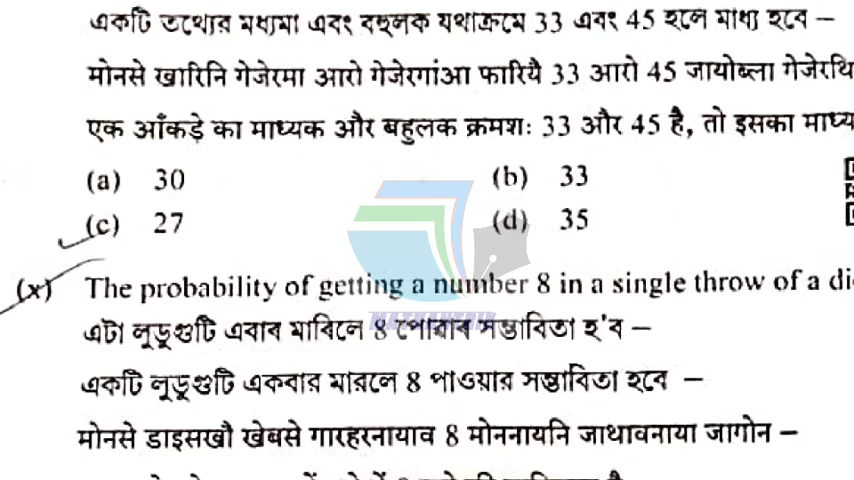 একটি তথ্যের মধ্যমা এবং বহুলক যথাক্রমে 33 এবং 45 হলে মাধ্য হবে –
मोनसे खारिनि गेजेरमा आरो गेजेरगांआ फारियै 33 आरो 45 जायोब्ला गेजेरथि
एक आँकड़े का माध्यक और बहुलक क्रमशः 33 और 45 है, तो इसका माध्य
(a) 30 (b) 33
(c) 27 (d) 35
(x) The probability of getting a number 8 in a single throw of a di
এটা লুডুগুটি এবাৰ মাৰিলে 8 পোৱাৰ সম্ভাৱিতা হ'ব –
একটি লুডুগুটি একবার মারলে 8 পাওয়ার সম্ভাবিতা হবে –
मोनसे डाइसखौ खेबसे गारहरनायाव 8 मोननायनि जाथावनाया जागोन –